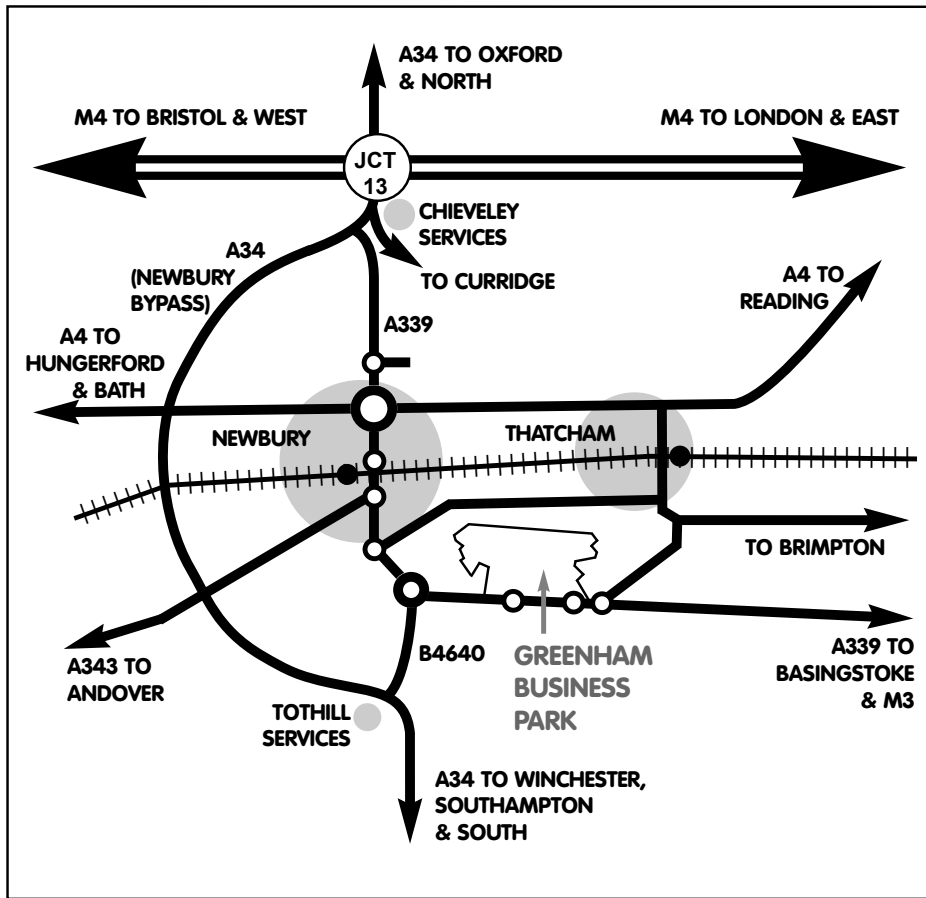 A34 TO OXFORD
& NORTH
M4 TO BRISTOL & WEST
M4 TO LONDON & EAST
JCT
13
CHIEVELEY
SERVICES
A34
(NEWBURY
BYPASS)
TO CURRIDGE
A4 TO
READING
A339
A4 TO
HUNGERFORD
& BATH
NEWBURY
THATCHAM
TO BRIMPTON
B4640
GREENHAM
BUSINESS
PARK
A339 TO
BASINGSTOKE
& M3
A343 TO
ANDOVER
TOTHILL
SERVICES
A34 TO WINCHESTER,
SOUTHAMPTON
& SOUTH